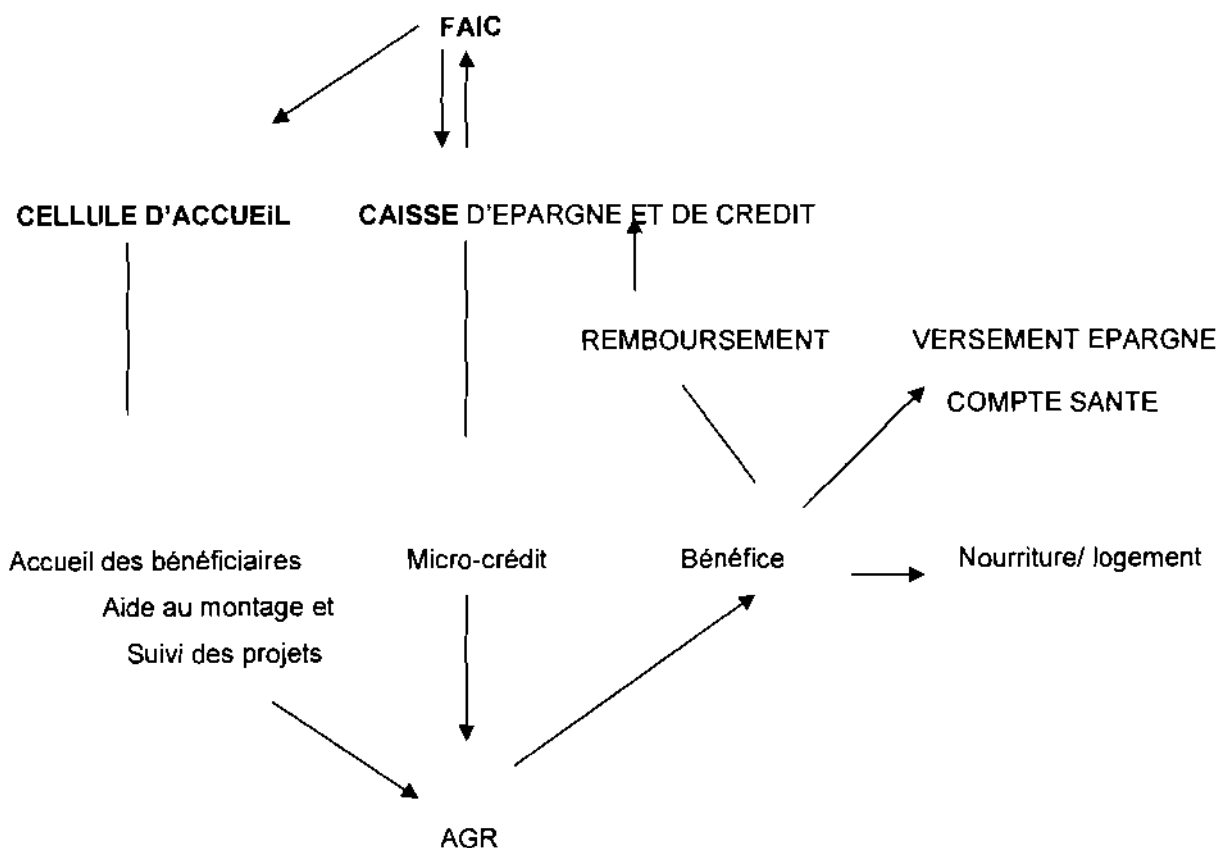 FAIC
CELLULE D'ACCUEiL
CAISSE D'EPARGNE ET DE CREDIT
REMBOURSEMENT
VERSEMENT EPARGNE
COMPTE SANTE
Accueil des bénéficiaires
Aide au montage et
Suivi des projets
Micro-crédit
Bénéfice
Nourriture/ logement
AGR